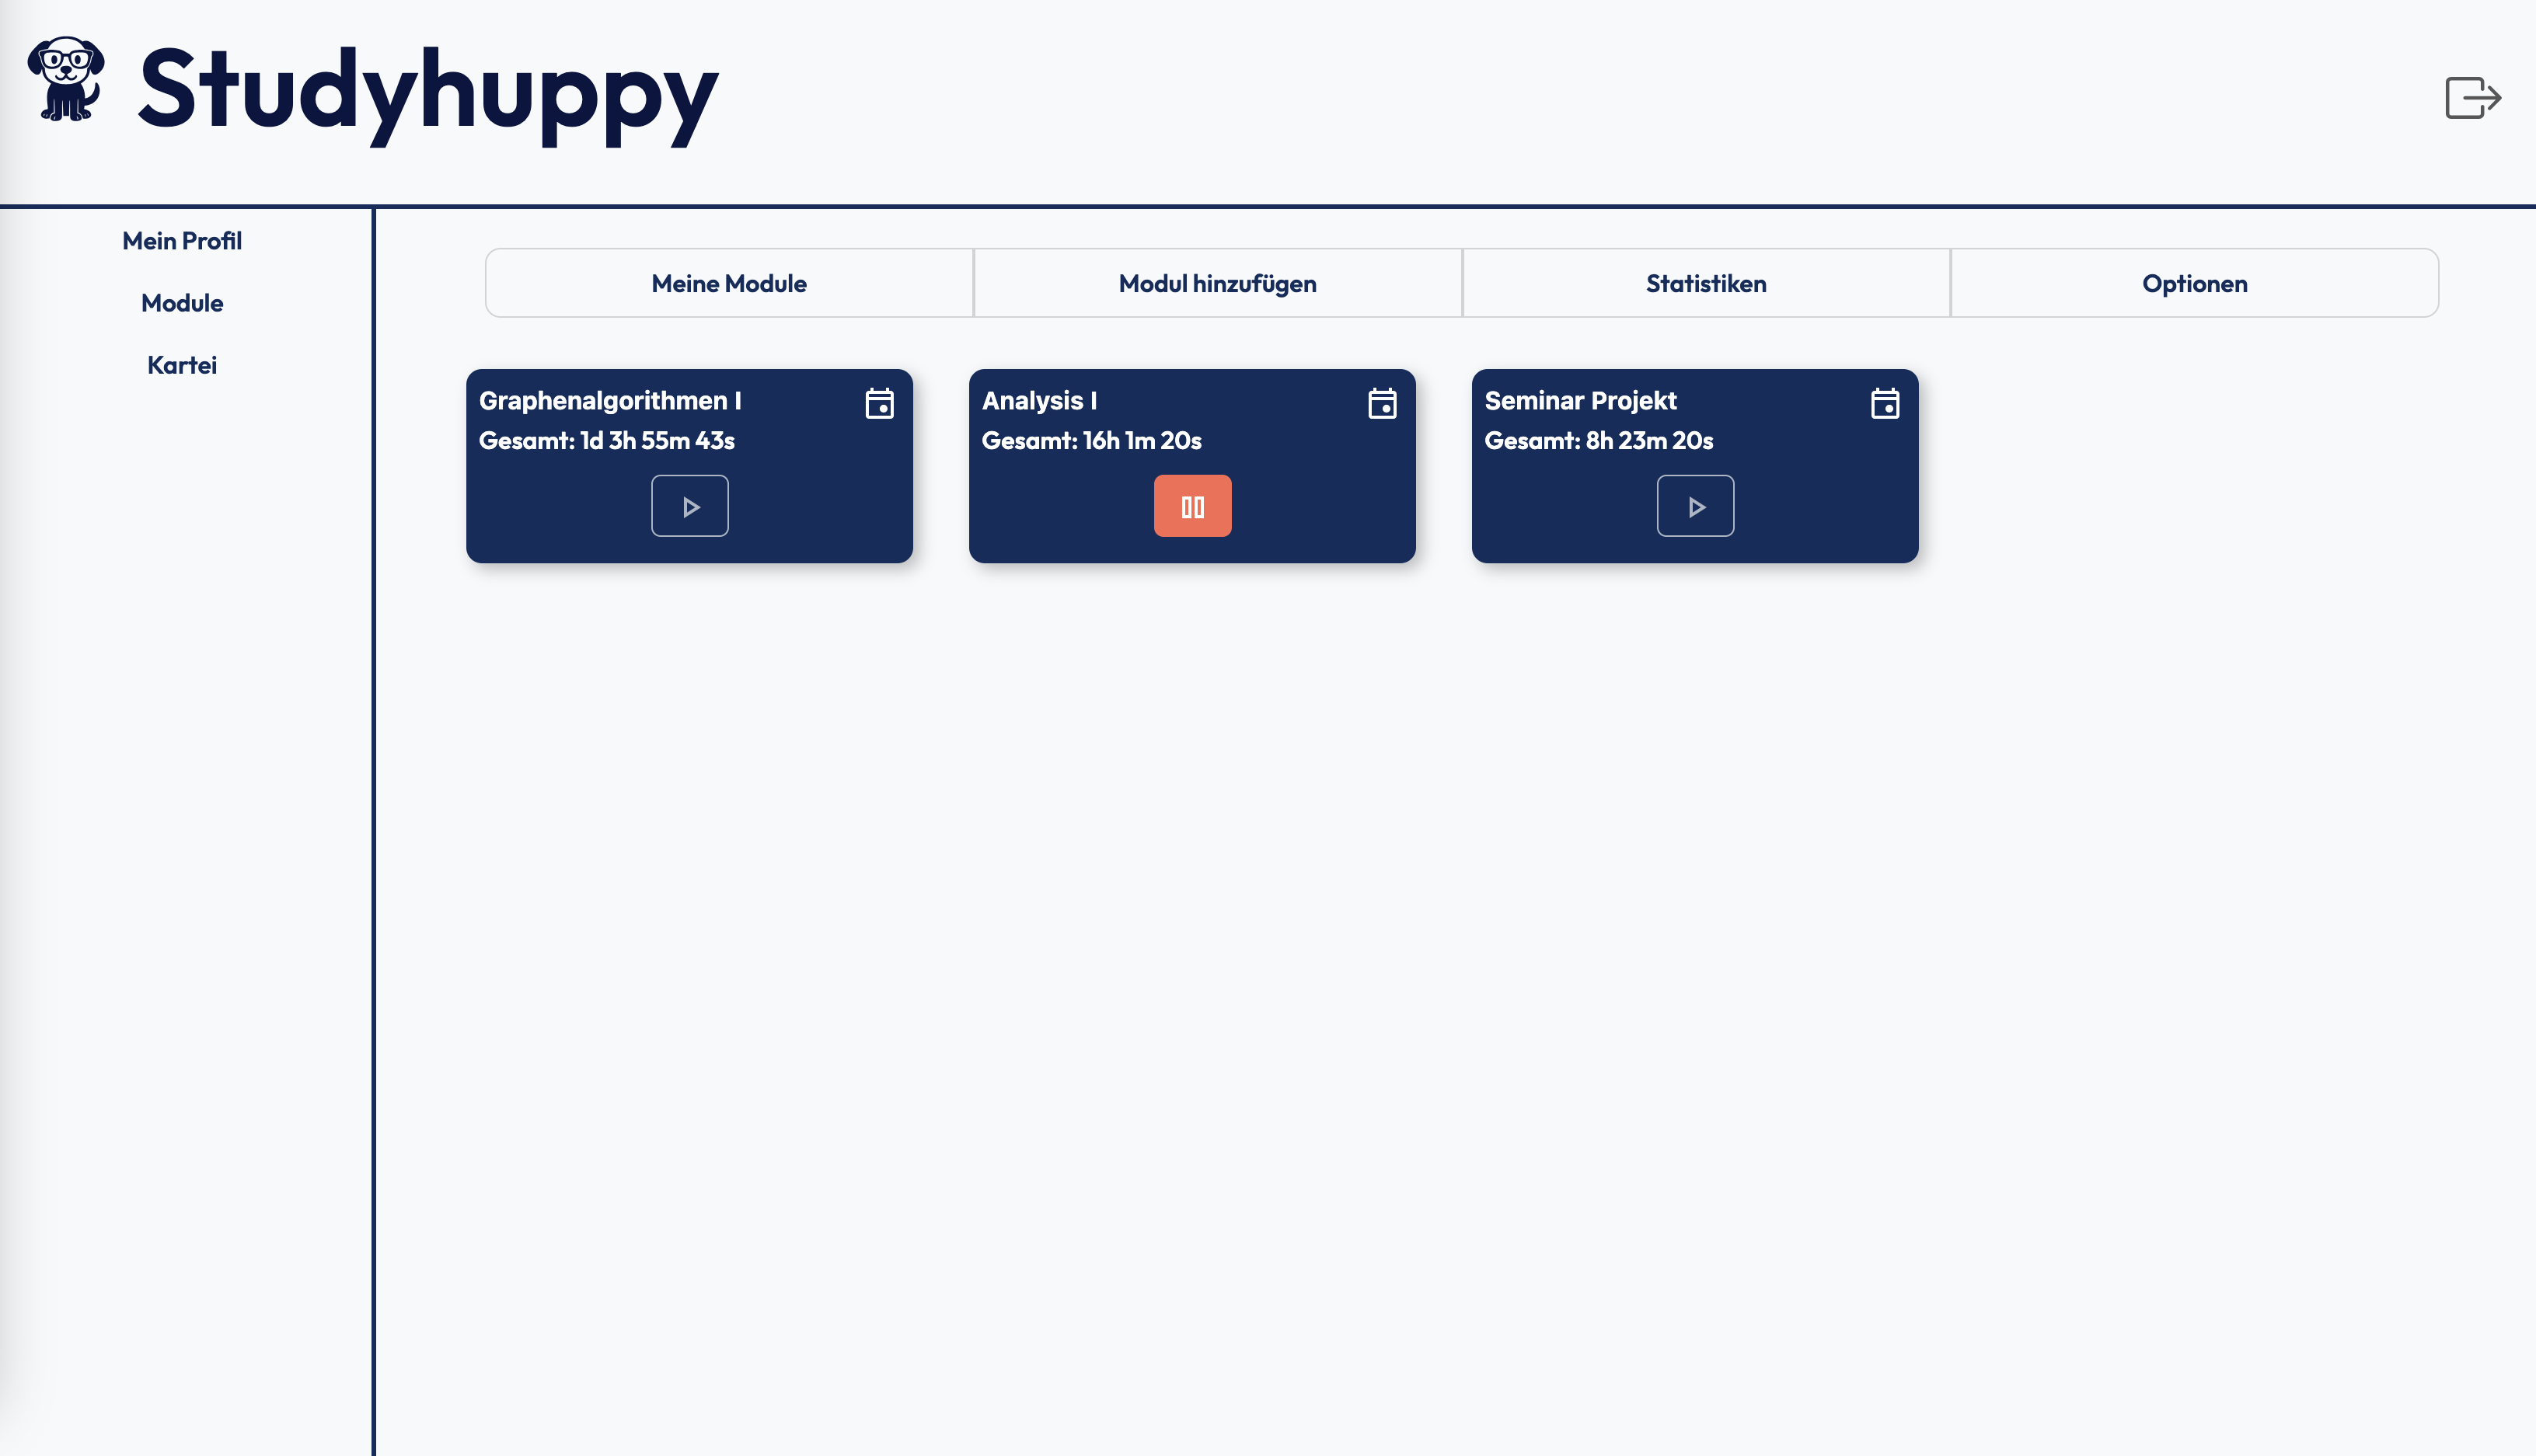 Studyhuppy
Mein Profil
Module
Kartei
Meine Module
Modul hinzufügen
Statistiken
Optionen
Graphenalgorithmen I
Gesamt: 1d 3h 55m 43s
Analysis I
Gesamt: 16h 1m 20s
Seminar Projekt
Gesamt: 8h 23m 20s